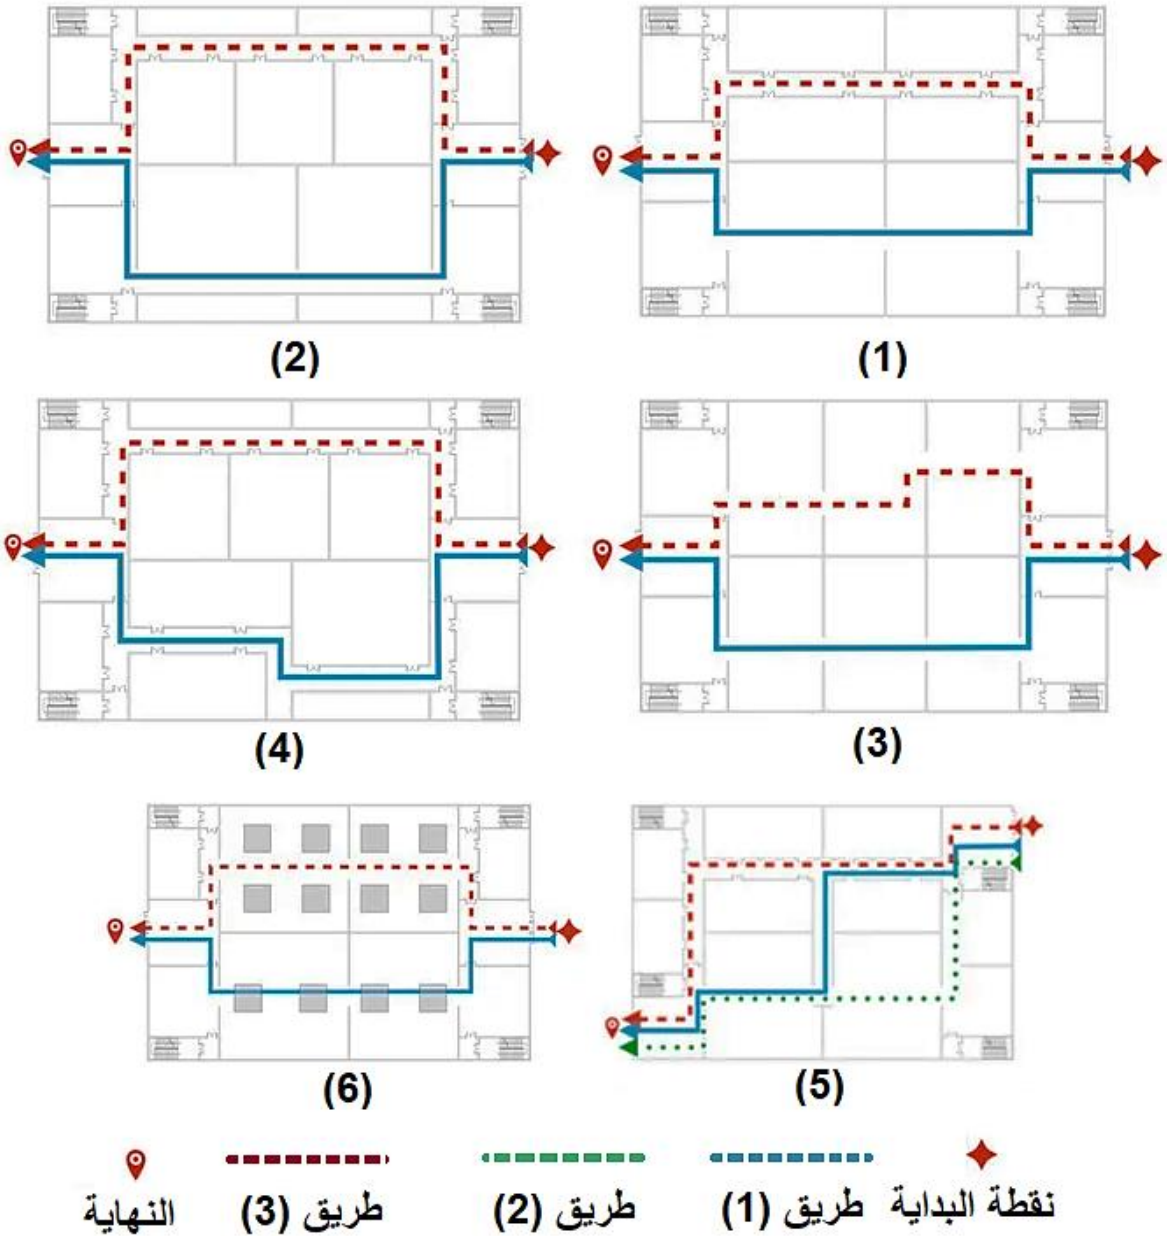 (1)
(2)
(3)
(4)
(5)
(6)
نقطة البداية
طريق (1)
طريق (2)
طريق (3)
النهاية